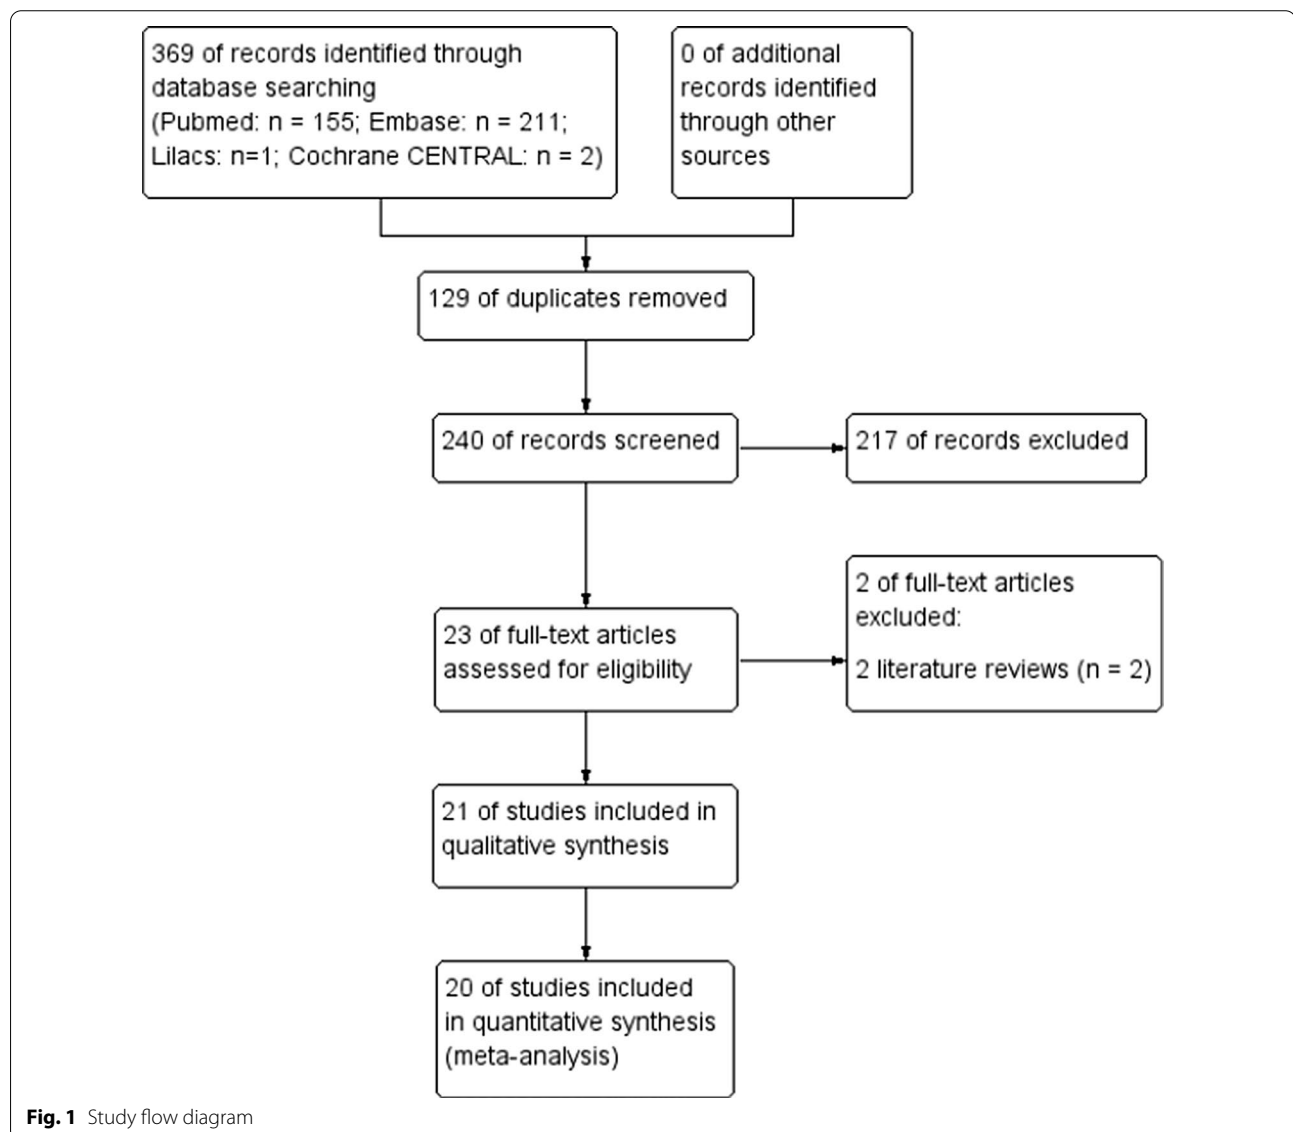 369 of records identified through
database searching
(Pubmed: n = 155; Embase: n = 211;
Lilacs: n=1; Cochrane CENTRAL: n = 2)
0 of additional
records identified
through other
sources
129 of duplicates removed
240 of records screened
217 of records excluded
23 of full-text articles
assessed for eligibility
2 of full-text articles
excluded:
2 literature reviews (n = 2)
21 of studies included in
qualitative synthesis
20 of studies included
in quantitative synthesis
(meta-analysis)
Fig. 1 Study flow diagram